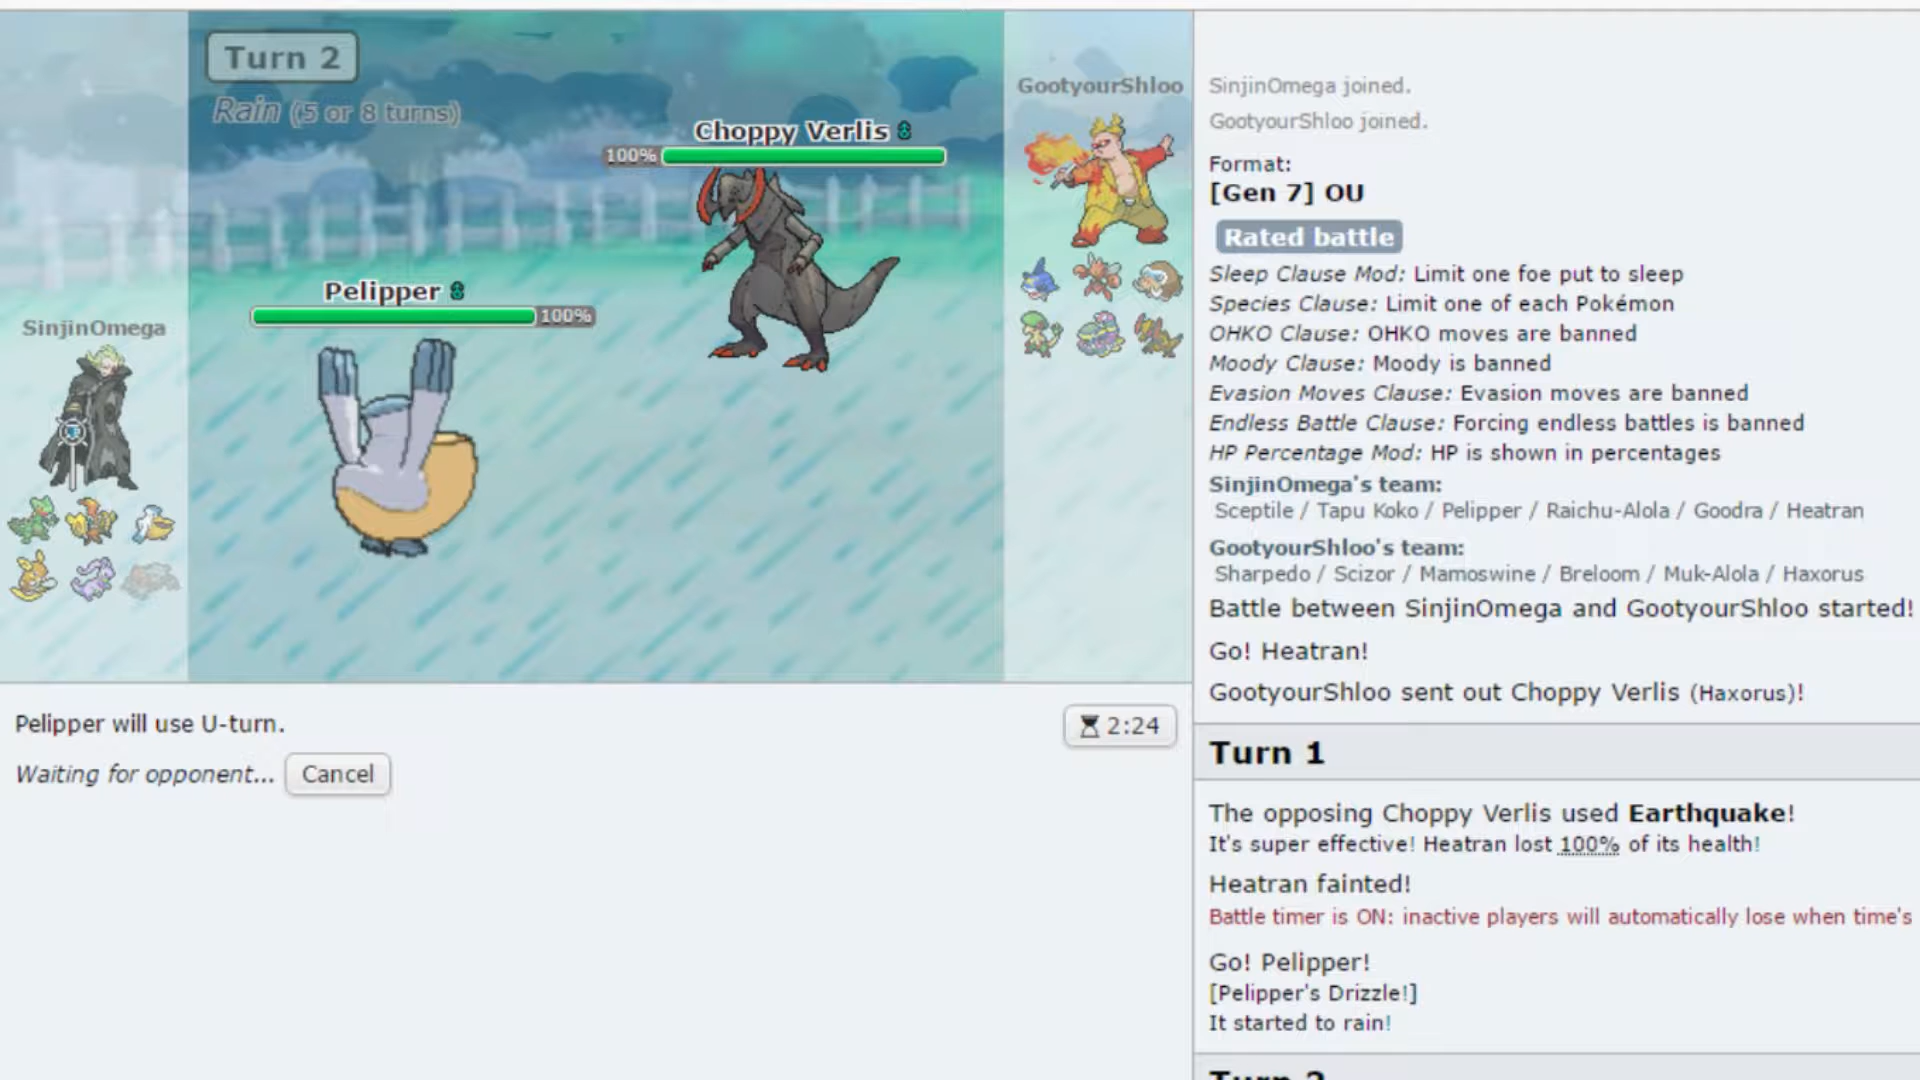 Turn 2
Rain (5 or 8 turns)
Choppy Verlis
100%
Pelipper
100%
SinjinOmega
GootyourShloo
Pelipper will use U-turn.
2:24
Waiting for opponent... Cancel
SinjinOmega joined.
GootyourShloo joined.
Format:
[Gen 7] OU
Rated battle
Sleep Clause Mod: Limit one foe put to sleep
Species Clause: Limit one of each Pokémon
OHKO Clause: OHKO moves are banned
Moody Clause: Moody is banned
Evasion Moves Clause: Evasion moves are banned
Endless Battle Clause: Forcing endless battles is banned
HP Percentage Mod: HP is shown in percentages
SinjinOmega's team:
Sceptile / Tapu Koko / Pelipper / Raichu-Alola / Goodra / Heatran
GootyourShloo's team:
Sharpedo / Scizor / Mamoswine / Breloom / Muk-Alola / Haxorus
Battle between SinjinOmega and GootyourShloo started!
Go! Heatran!
GootyourShloo sent out Choppy Verlis (Haxorus)!
Turn 1
The opposing Choppy Verlis used Earthquake!
It's super effective! Heatran lost 100% of its health!
Heatran fainted!
Battle timer is ON: inactive players will automatically lose when time's
Go! Pelipper!
[Pelipper's Drizzle!]
It started to rain!
Turn 2